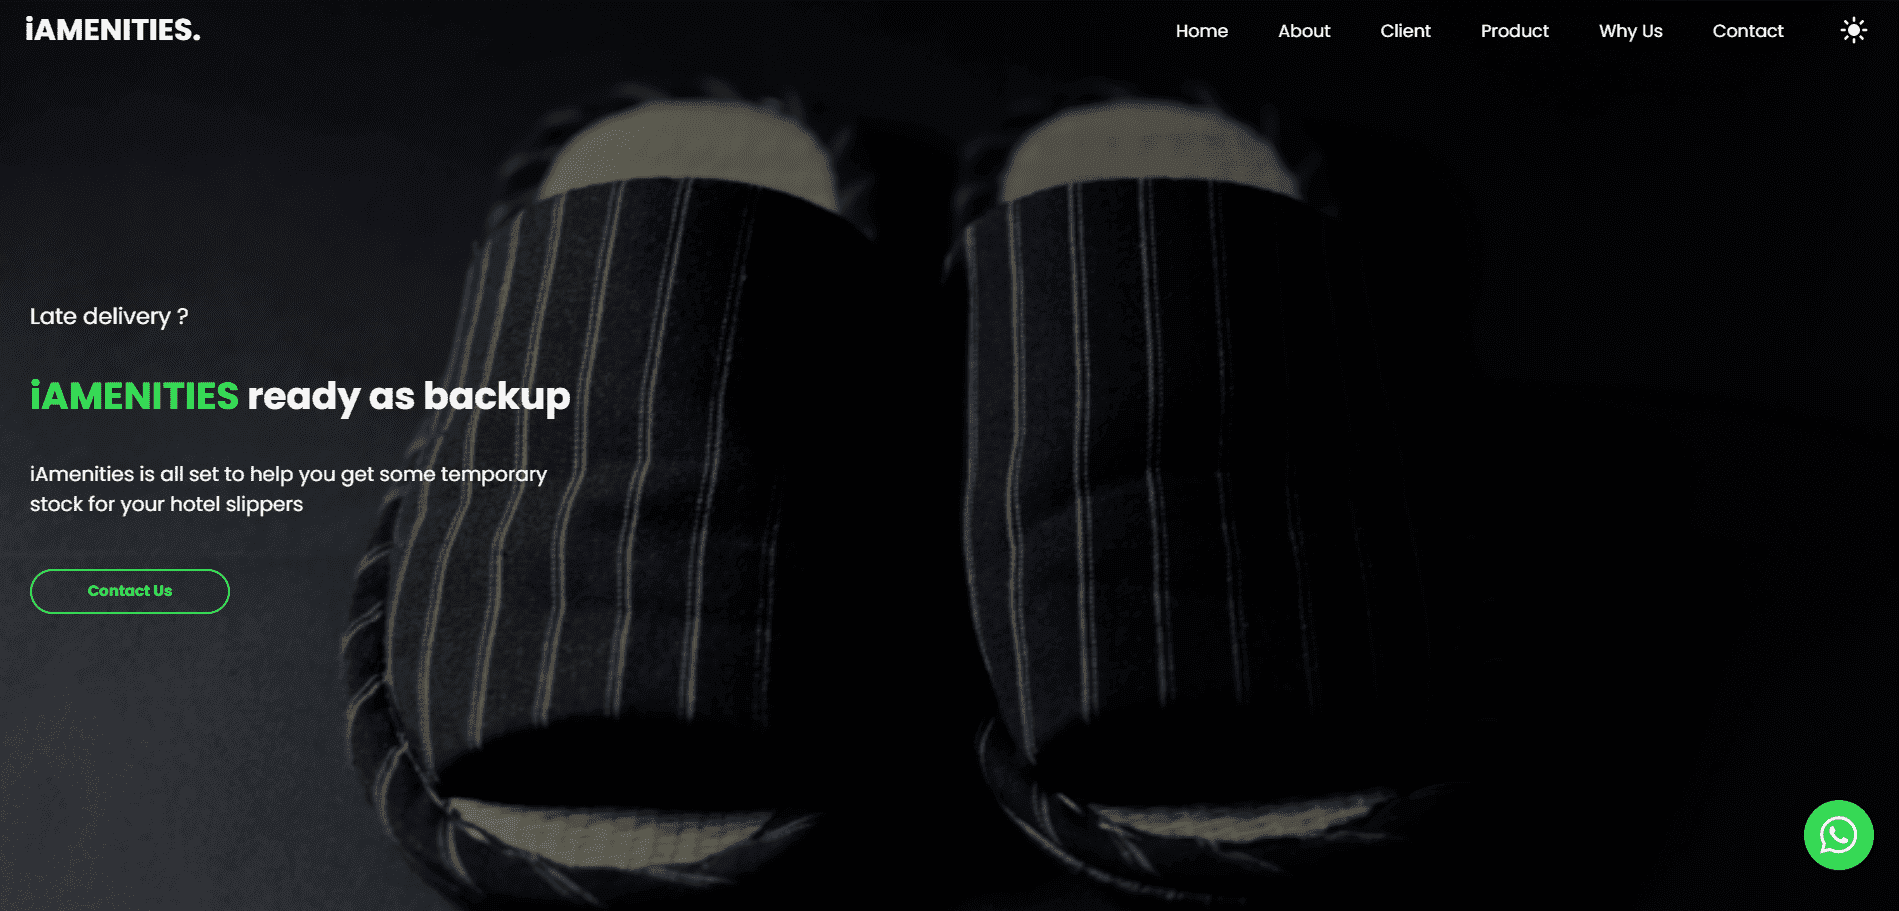 iAMENITIES.
Home About Client Product Why Us Contact
Late delivery ?
iAMENITIES ready as backup
iAmenities is all set to help you get some temporary
stock for your hotel slippers
Contact Us